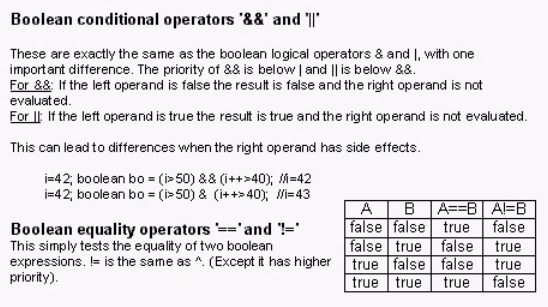 Boolean conditional operators '&&' and '||'
These are exactly the same as the boolean logical operators & and |, with one
important difference. The priority of && is below | and || is below &&.
For &&: If the left operand is false the result is false and the right operand is not
evaluated.
For ||: If the left operand is true the result is true and the right operand is not evaluated.
This can lead to differences when the right operand has side effects.
i=42; boolean bo = (i>50) && (i++>40); //i=42
i=42; boolean bo = (i>50) & (i++>40); //i=43
Boolean equality operators '==' and '!='
This simply tests the equality of two boolean
expressions. != is the same as ^. (Except it has higher
priority).
A B A==B A!=B
false false true false
false true false true
true false false true
true true true false